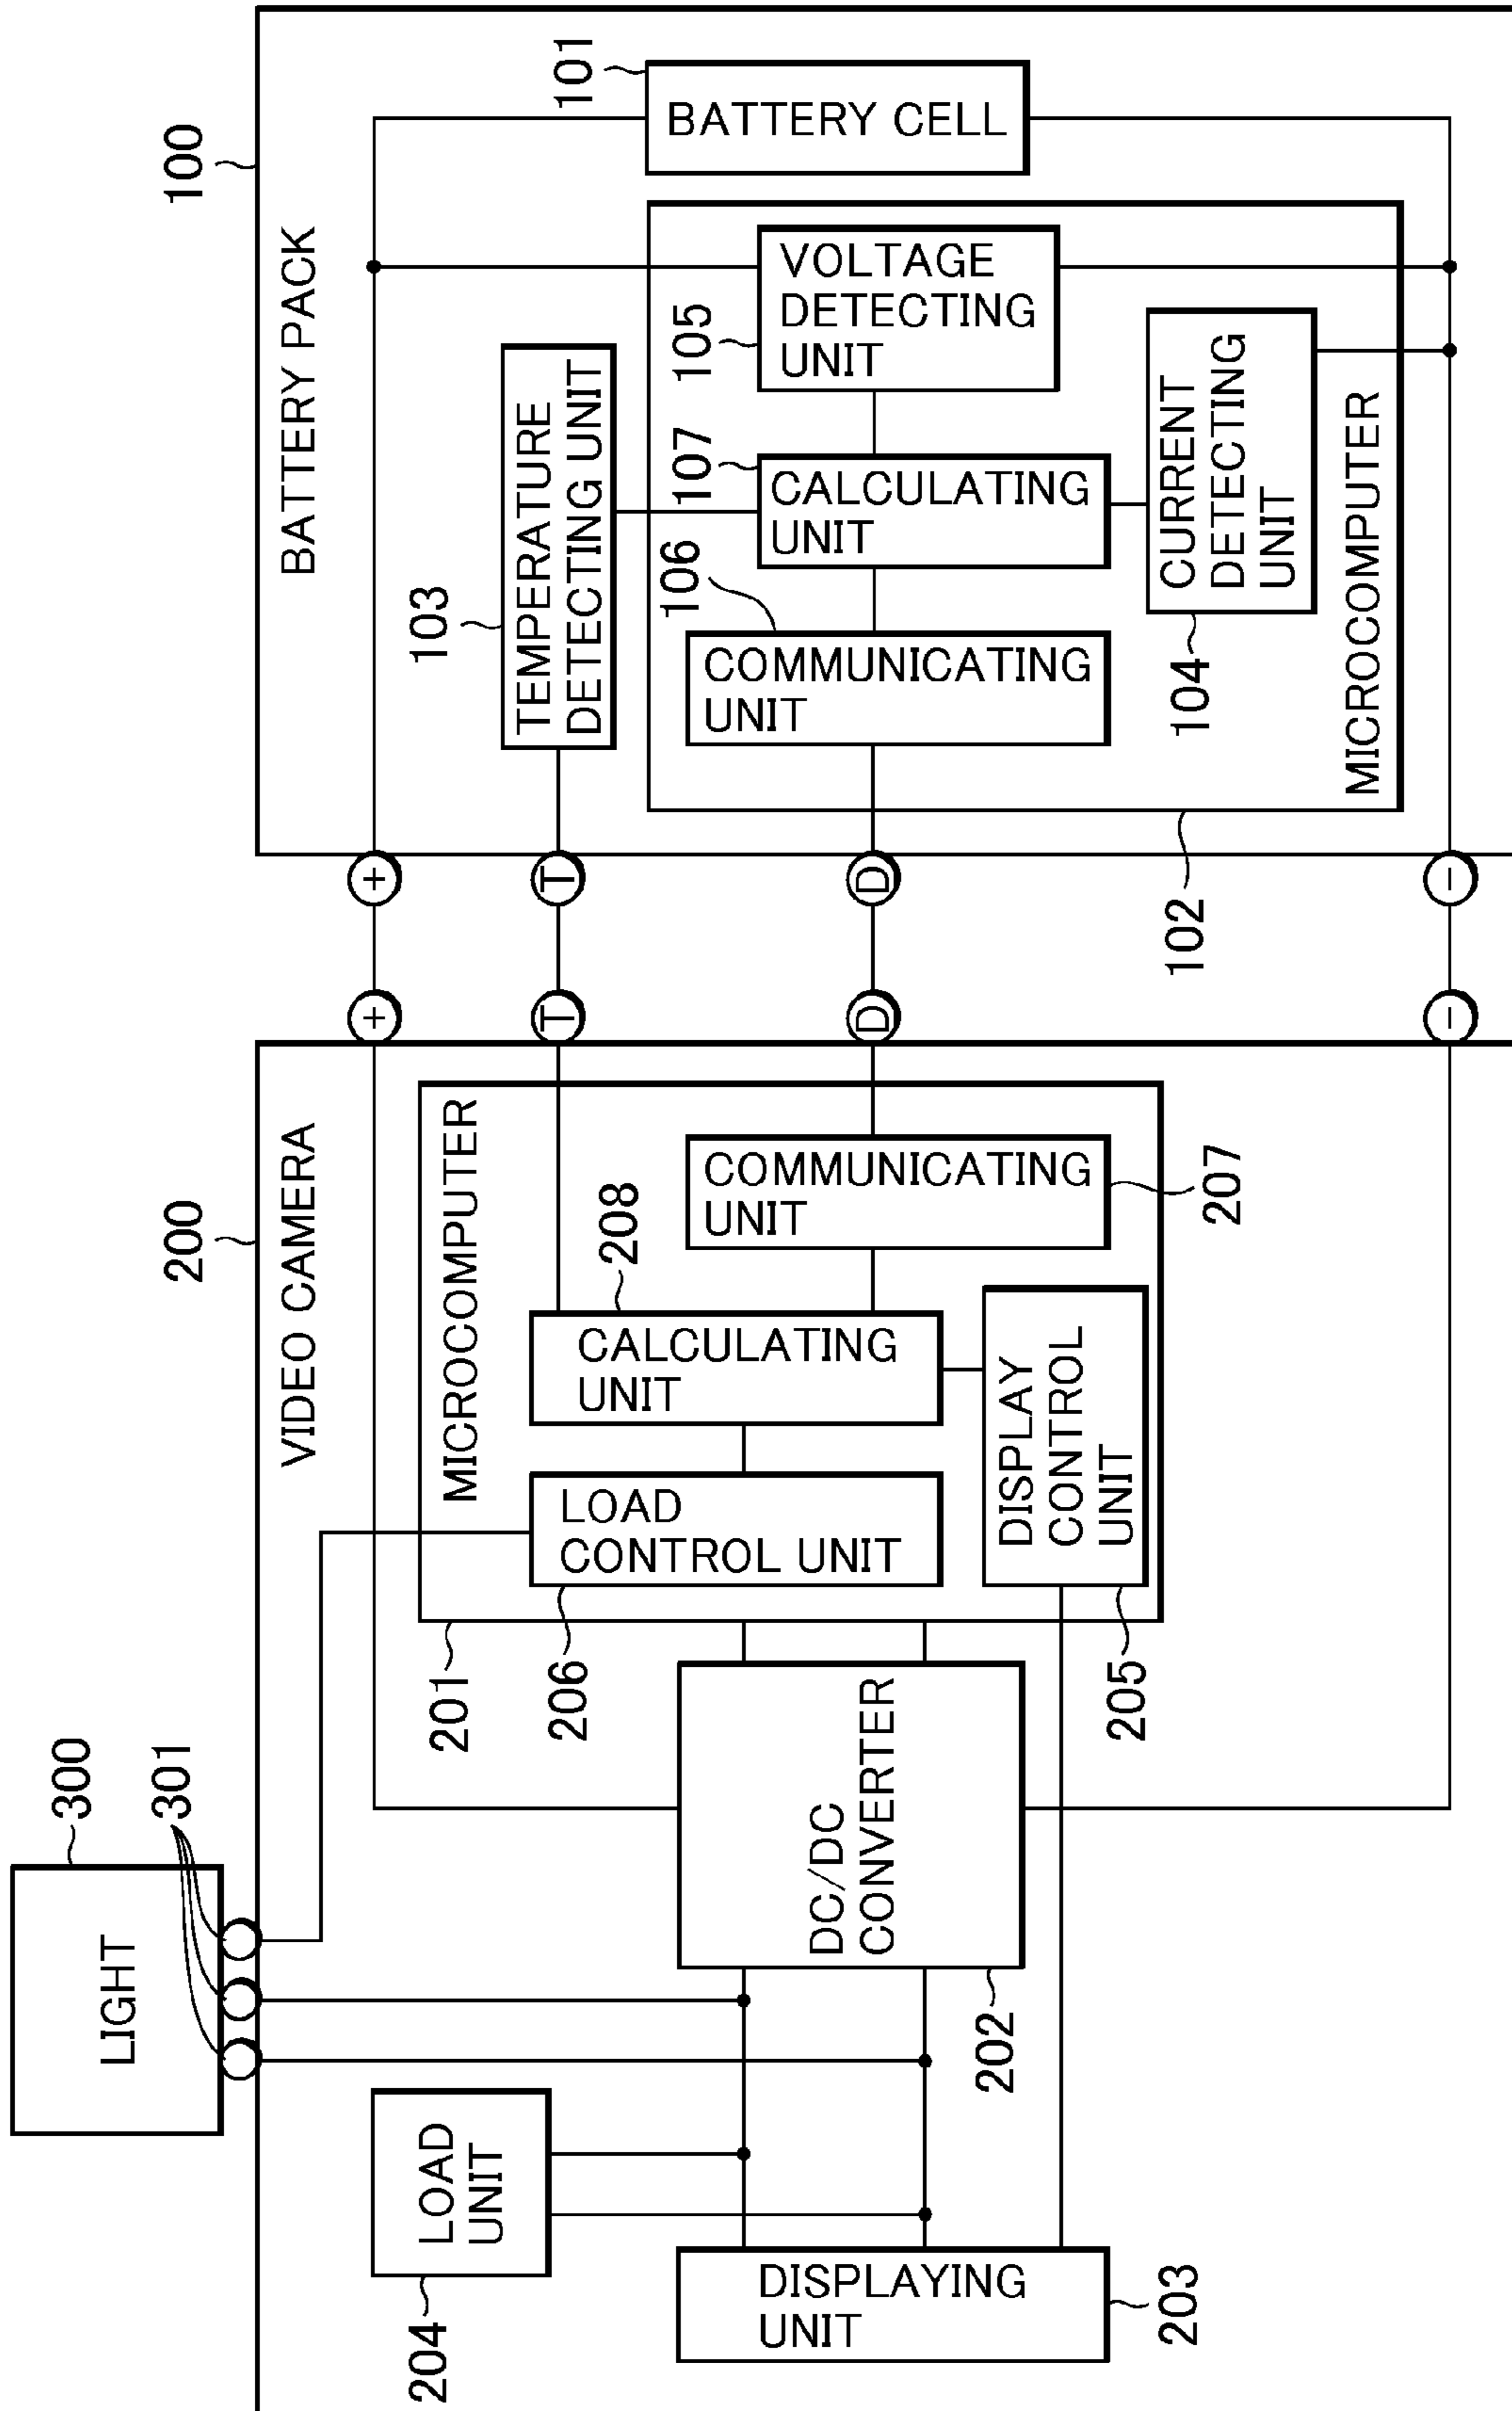 100
BATTERY PACK
101
BATTERY CELL
105
VOLTAGE
DETECTING
UNIT
103
TEMPERATURE
DETECTING UNIT
107
CALCULATING
UNIT
106
COMMUNICATING
UNIT
104
CURRENT
DETECTING
UNIT
MICROCOMPUTER
102
+
T
D
-
+
T
D
-
200
VIDEO CAMERA
MICROCOMPUTER
207
COMMUNICATING
UNIT
208
CALCULATING
UNIT
LOAD
CONTROL UNIT
DISPLAY
CONTROL
UNIT
201
206
205
300
301
LIGHT
DC/DC
CONVERTER
202
LOAD
UNIT
204
DISPLAYING
UNIT
203